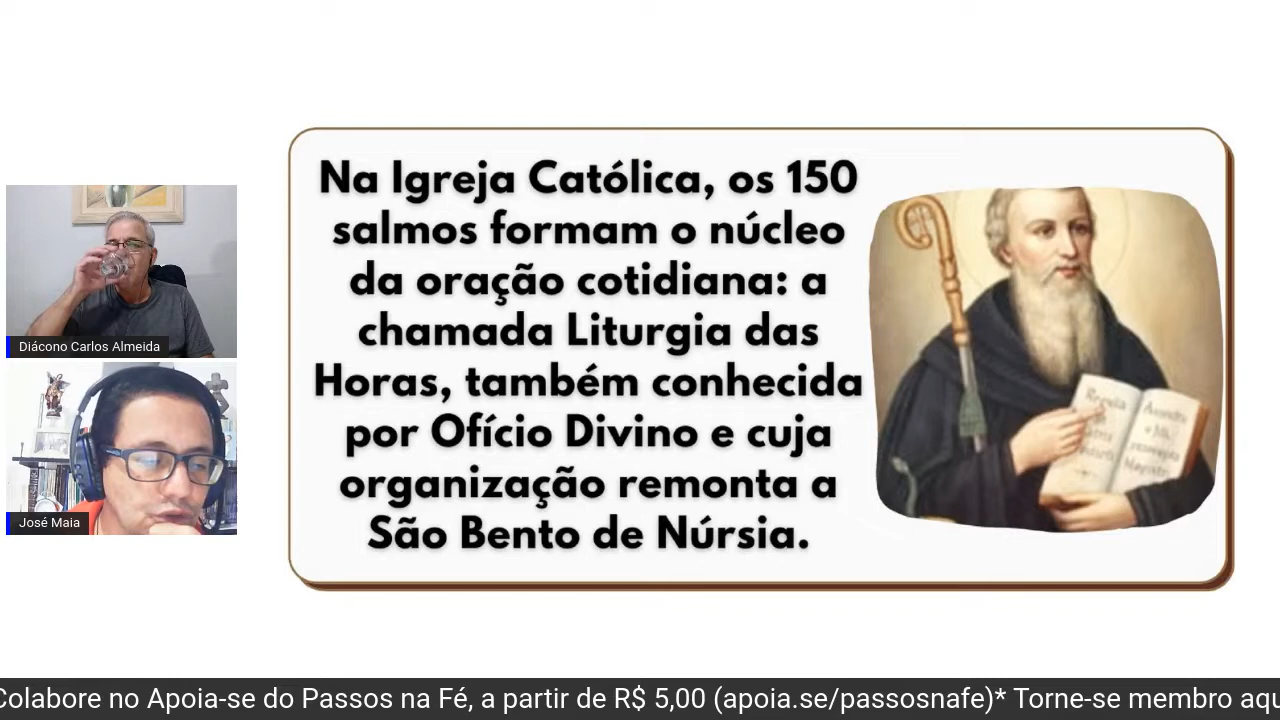 Na Igreja Católica, os 150
salmos formam o núcleo
da oração cotidiana: a
chamada Liturgia das
Horas, também conhecida
por Ofício Divino e cuja
organização remonta a
São Bento de Núrsia.
Diácono Carlos Almeida
José Maia
Colabore no Apoia-se do Passos na Fé, a partir de R$ 5,00 (apoia.se/passosnafe)* Torne-se membro aqu